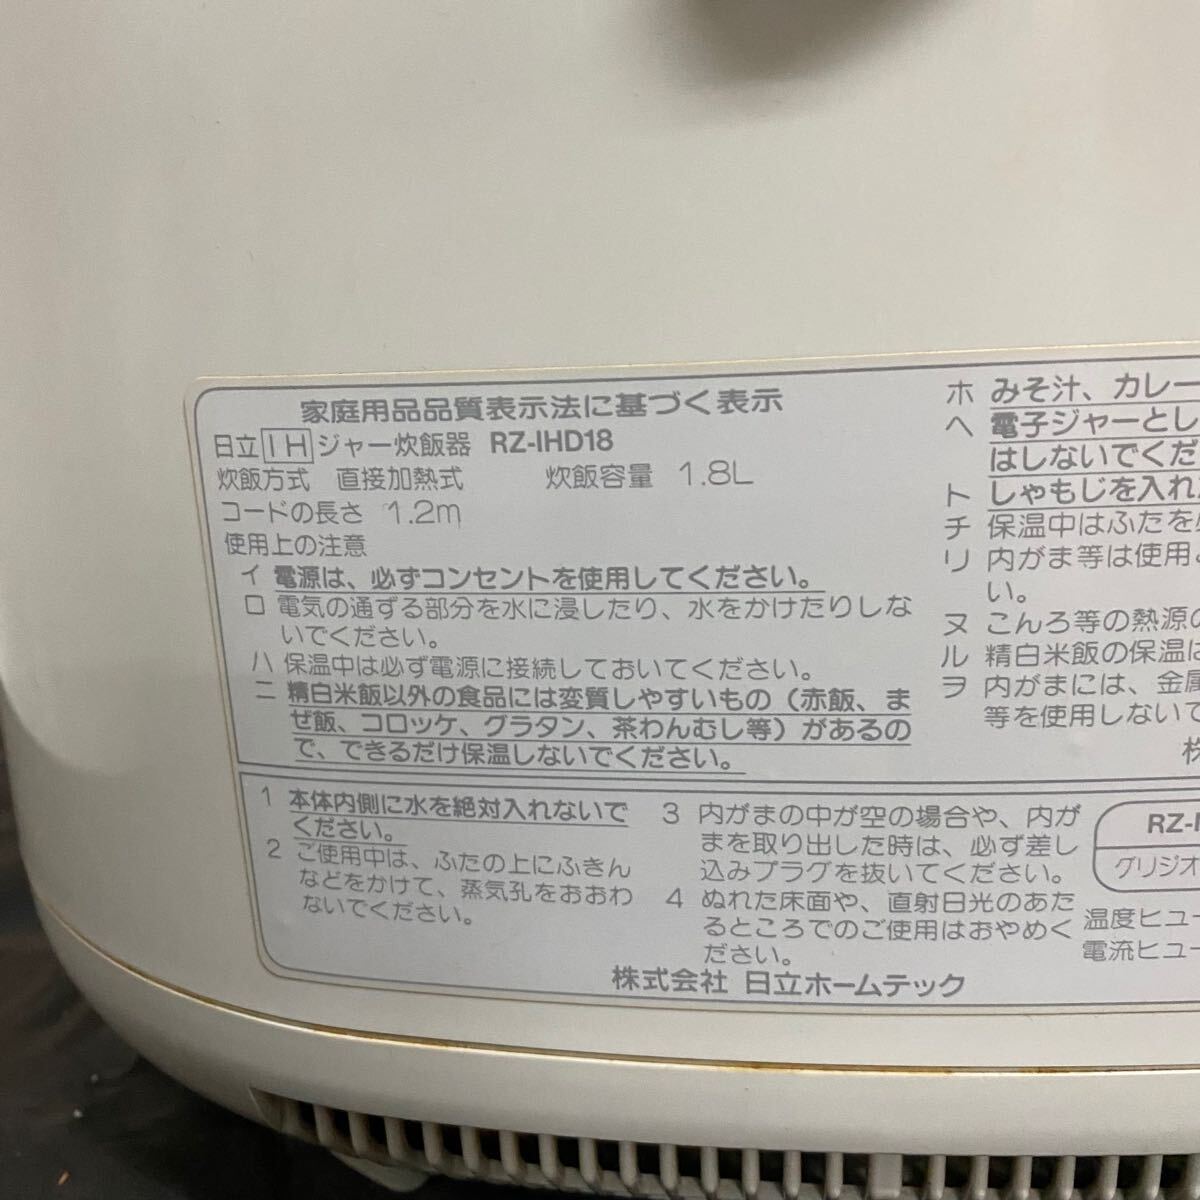 家庭用品品質表示法に基づく表示
日立 IH ジャー炊飯器 RZ-IHD18
炊飯方式 直接加熱式 炊飯容量 1.8L
コードの長さ 1.2m
使用上の注意
イ 電源は、必ずコンセントを使用してください。
ロ 電気の通ずる部分を水に浸したり、水をかけたりしな
いでください。
ハ 保温中は必ず電源に接続しておいてください。
ニ 精白米飯以外の食品には変質しやすいもの(赤飯、ま
ぜ飯、コロッケ、グラタン、茶わんむし等)があるの
で、できるだけ保温しないでください。
ホ みそ汁、カレー
ヘ 電子ジャーとし
はしないでくだ
ト しゃもじを入れ
チ 保温中はふたを
リ 内がま等は使用
い。
ヌ こんろ等の熱源の
ル 精白米飯の保温は
ヲ 内がまには、金属
等を使用しないで
株
1 本体内側に水を絶対入れないで
ください。
2 ご使用中は、ふたの上にふきん
などをかけて、蒸気孔をおおわ
ないでください。
3 内がまの中が空の場合や、内が
まを取り出した時は、必ず差し
込みプラグを抜いてください。
4 ぬれた床面や、直射日光のあた
るところでのご使用はおやめく
ださい。
株式会社 日立ホームテック
RZ-I
グリジオ
温度ヒュー
電流ヒュー